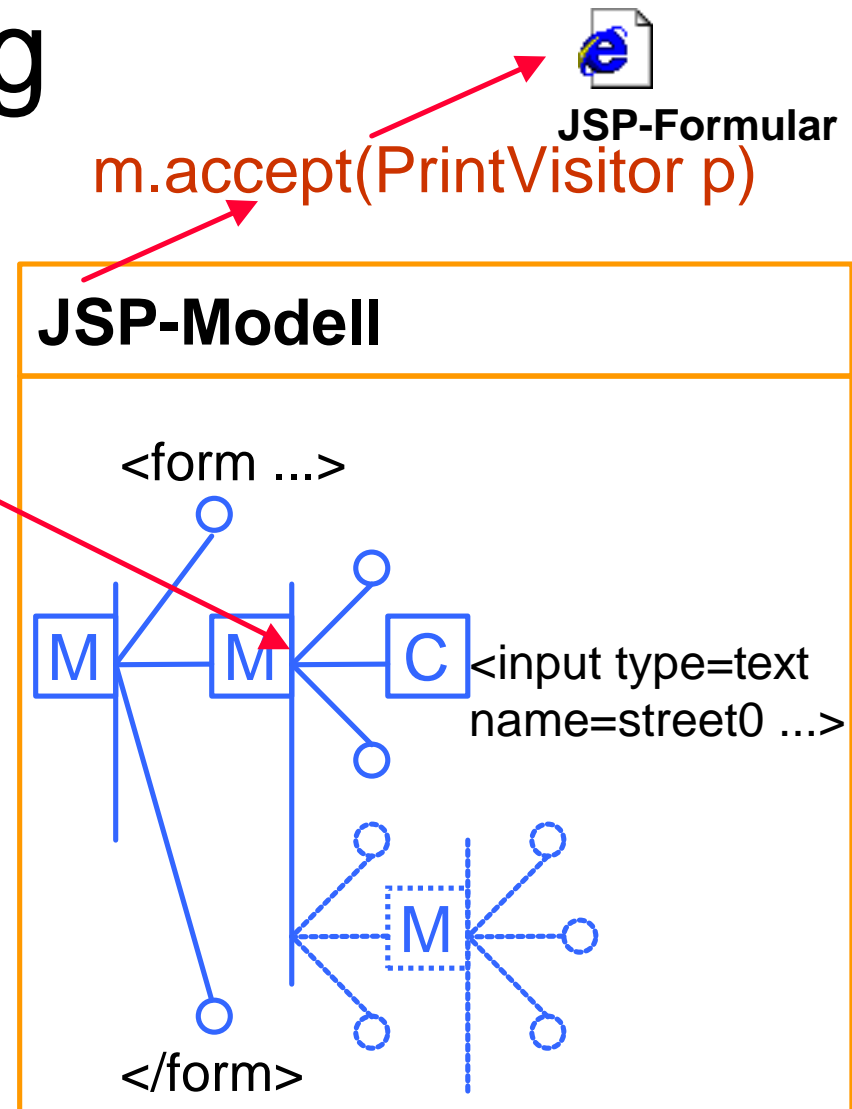 g
JSP-Formular
m.accept(PrintVisitor p)
JSP-Modell
<form ...>
M
M
C
<input type=text
name=street0 ...>
M
</form>